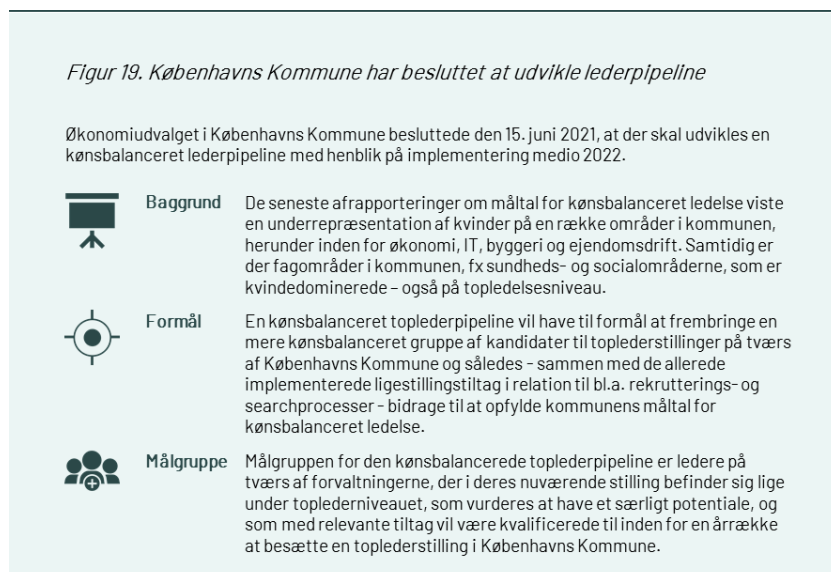 Figur 19. Københavns Kommune har besluttet at udvikle lederpipeline
Økonomiudvalget i Københavns Kommune besluttede den 15. juni 2021, at der skal udvikles en
kønsbalanceret lederpipeline med henblik på implementering medio 2022.
Baggrund
De seneste afrapporteringer om måltal for kønsbalanceret ledelse viste
en underrepræsentation af kvinder på en række områder i kommunen,
herunder inden for økonomi, IT, byggeri og ejendomsdrift. Samtidig er
der fagområder i kommunen, fx sundheds- og socialområderne, som er
kvindedominerede – også på topledelsesniveau.
Formål
En kønsbalanceret toplederpipeline vil have til formål at frembringe en
mere kønsbalanceret gruppe af kandidater til toplederstillinger på tværs
af Københavns Kommune og således - sammen med de allerede
implementerede ligestillingstiltag i relation til bl.a. rekrutterings- og
searchprocesser - bidrage til at opfylde kommunens måltal for
kønsbalanceret ledelse.
Målgruppe
Målgruppen for den kønsbalancerede toplederpipeline er ledere på
tværs af forvaltningerne, der i deres nuværende stilling befinder sig lige
under toplederniveauet, som vurderes at have et særligt potentiale, og
som med relevante tiltag vil være kvalificerede til inden for en årrække
at besætte en toplederstilling i Københavns Kommune.